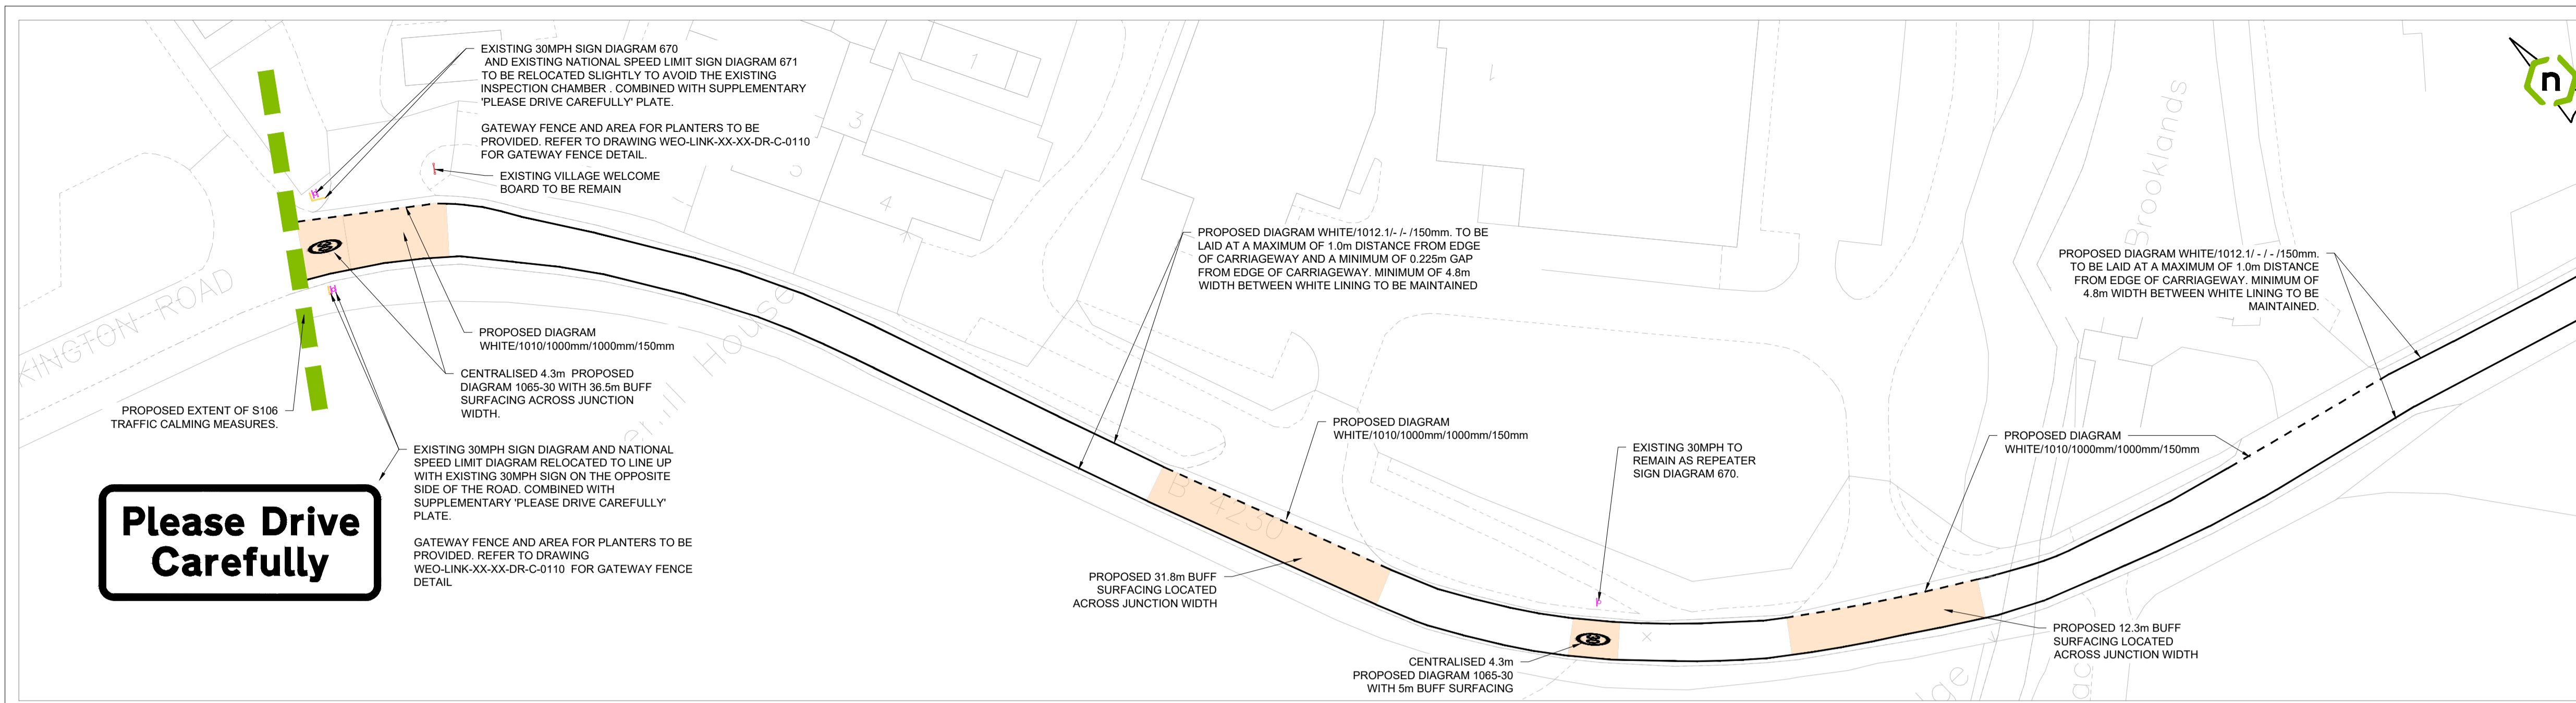 EXISTING 30MPH SIGN DIAGRAM 670
AND EXISTING NATIONAL SPEED LIMIT SIGN DIAGRAM 671
TO BE RELOCATED SLIGHTLY TO AVOID THE EXISTING
INSPECTION CHAMBER . COMBINED WITH SUPPLEMENTARY
'PLEASE DRIVE CAREFULLY' PLATE.
GATEWAY FENCE AND AREA FOR PLANTERS TO BE
PROVIDED. REFER TO DRAWING WEO-LINK-XX-XX-DR-C-0110
FOR GATEWAY FENCE DETAIL.
EXISTING VILLAGE WELCOME
BOARD TO BE REMAIN
1
3
4
1
n
Brooklands
PROPOSED DIAGRAM WHITE/1012.1/- /- /150mm. TO BE
LAID AT A MAXIMUM OF 1.0m DISTANCE FROM EDGE
OF CARRIAGEWAY AND A MINIMUM OF 0.225m GAP
FROM EDGE OF CARRIAGEWAY. MINIMUM OF 4.8m
WIDTH BETWEEN WHITE LINING TO BE MAINTAINED
PROPOSED DIAGRAM WHITE/1012.1/ - / - /150mm.
TO BE LAID AT A MAXIMUM OF 1.0m DISTANCE
FROM EDGE OF CARRIAGEWAY. MINIMUM OF
4.8m WIDTH BETWEEN WHITE LINING TO BE
MAINTAINED.
30
KINGTON ROAD
House
PROPOSED DIAGRAM
WHITE/1010/1000mm/1000mm/150mm
CENTRALISED 4.3m PROPOSED
DIAGRAM 1065-30 WITH 36.5m BUFF
SURFACING ACROSS JUNCTION
WIDTH.
PROPOSED EXTENT OF S106
TRAFFIC CALMING MEASURES.
EXISTING 30MPH SIGN DIAGRAM AND NATIONAL
SPEED LIMIT DIAGRAM RELOCATED TO LINE UP
WITH EXISTING 30MPH SIGN ON THE OPPOSITE
SIDE OF THE ROAD. COMBINED WITH
SUPPLEMENTARY 'PLEASE DRIVE CAREFULLY'
PLATE.
GATEWAY FENCE AND AREA FOR PLANTERS TO BE
PROVIDED. REFER TO DRAWING
WEO-LINK-XX-XX-DR-C-0110 FOR GATEWAY FENCE
DETAIL
Please Drive
Carefully
B 4230
PROPOSED DIAGRAM
WHITE/1010/1000mm/1000mm/150mm
EXISTING 30MPH TO
REMAIN AS REPEATER
SIGN DIAGRAM 670.
PROPOSED DIAGRAM
WHITE/1010/1000mm/1000mm/150mm
PROPOSED 31.8m BUFF
SURFACING LOCATED
ACROSS JUNCTION WIDTH
30
CENTRALISED 4.3m
PROPOSED DIAGRAM 1065-30
WITH 5m BUFF SURFACING
PROPOSED 12.3m BUFF
SURFACING LOCATED
ACROSS JUNCTION WIDTH